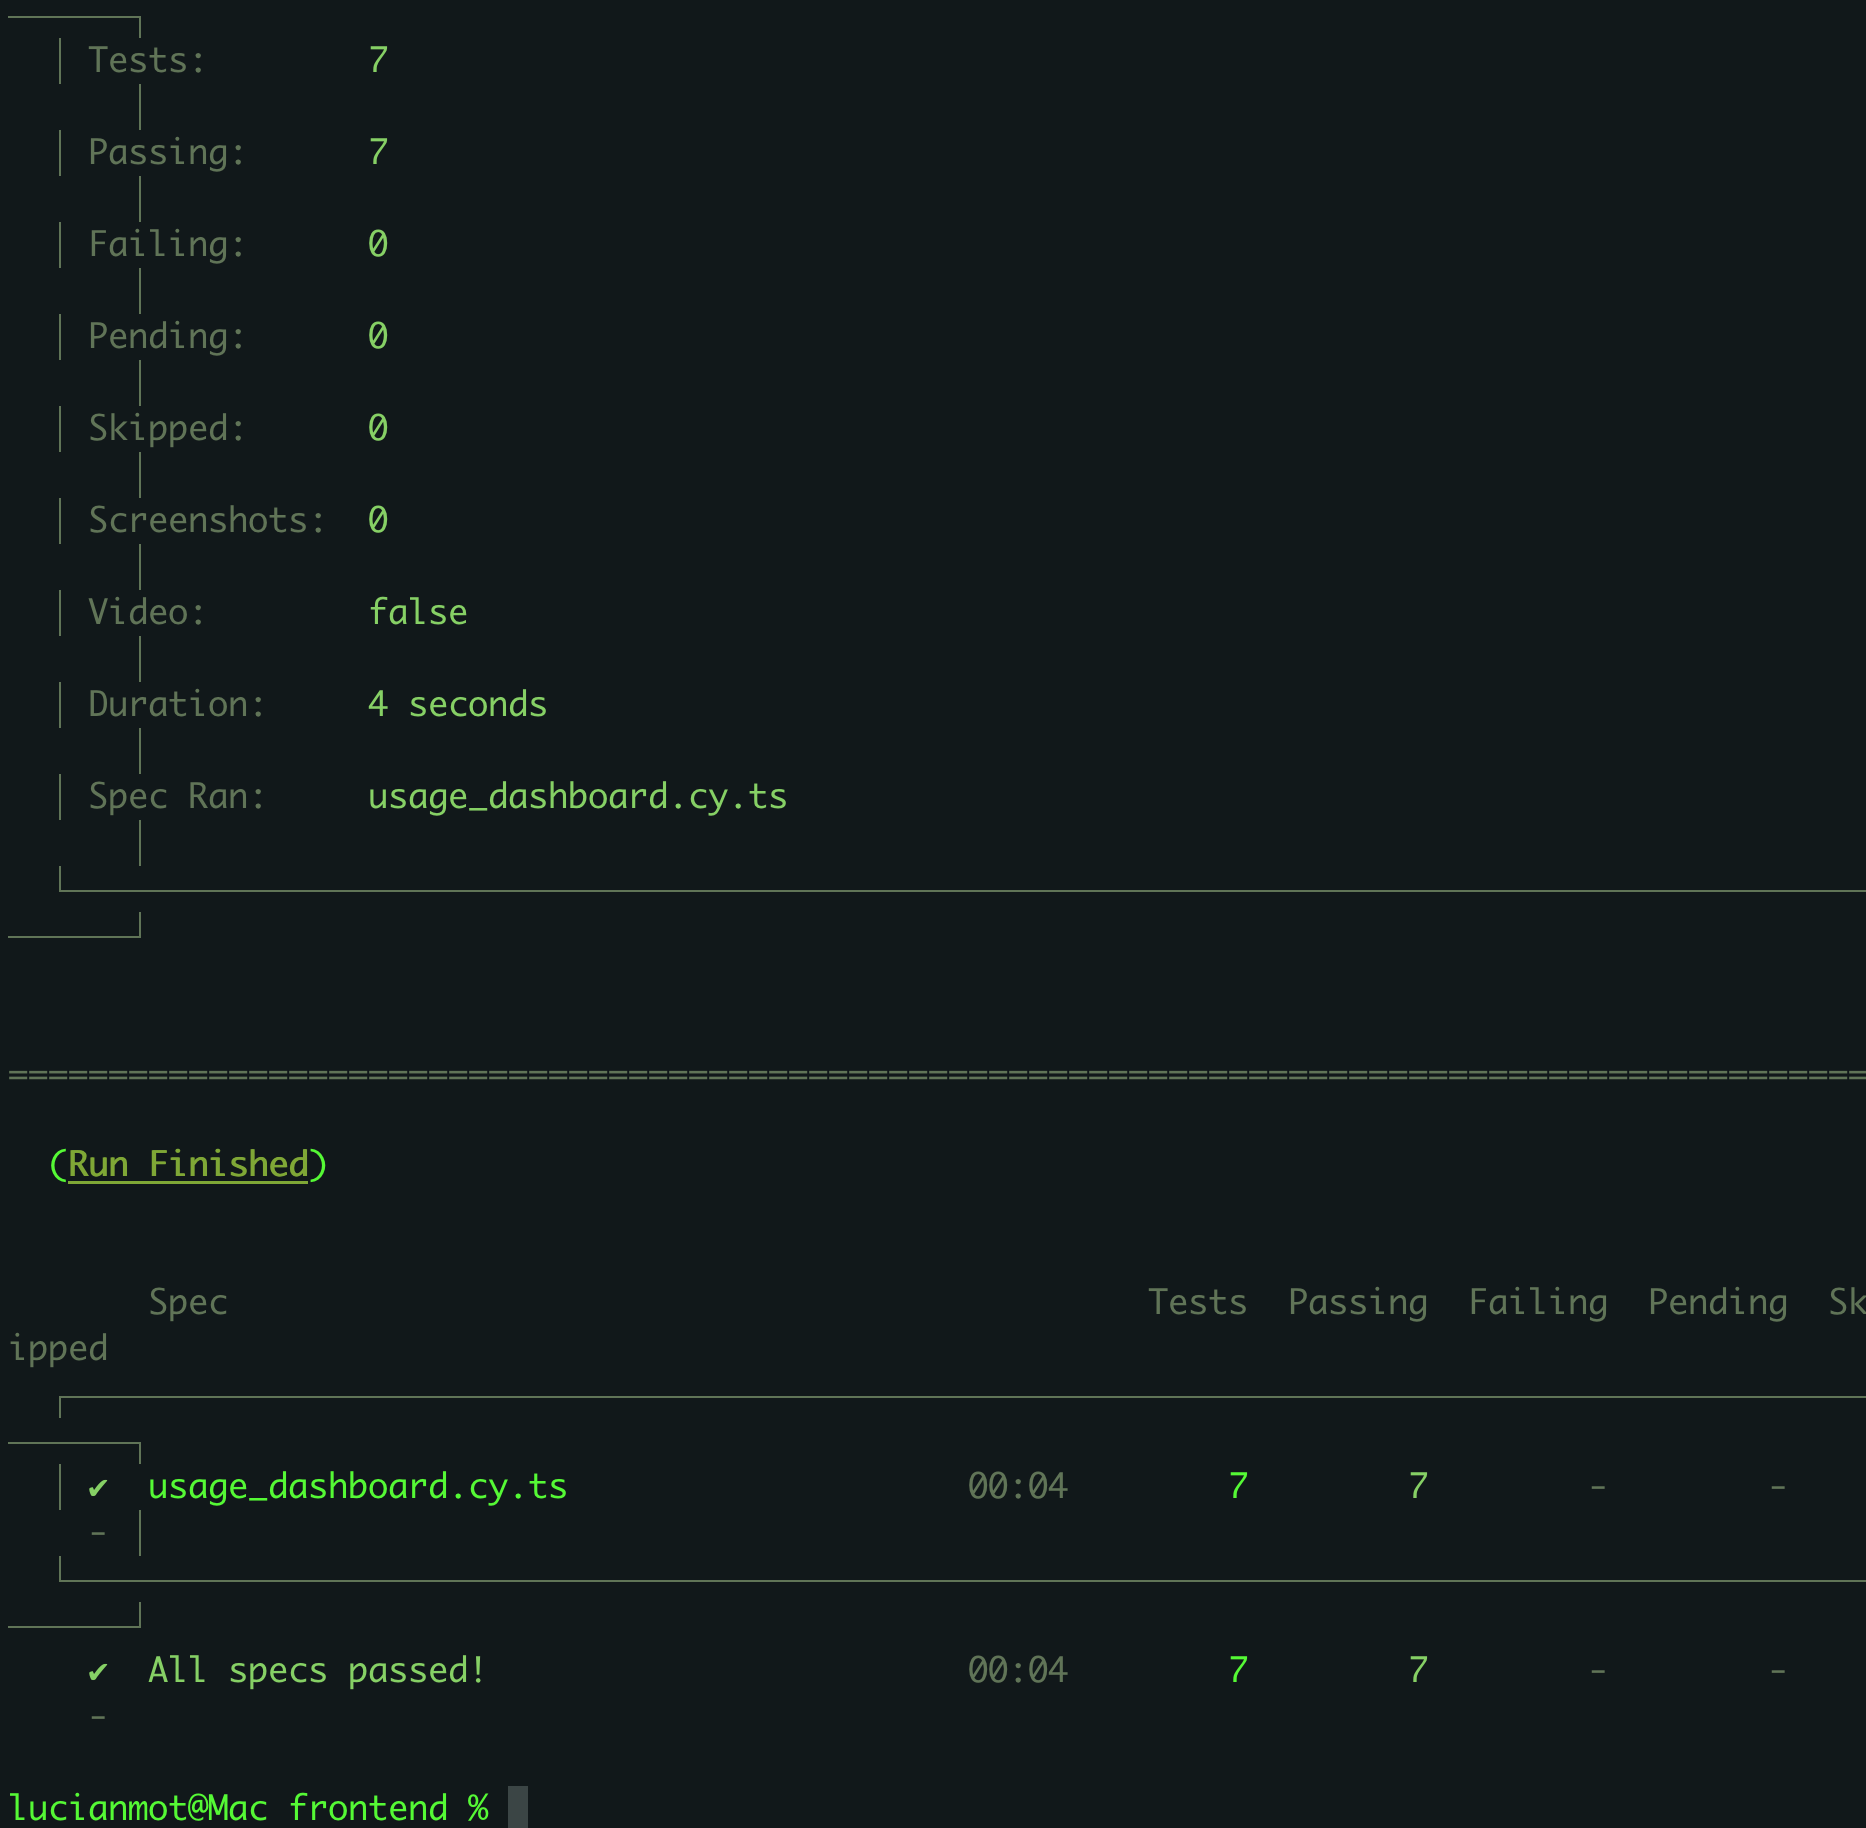 Tests: 7
Passing: 7
Failing: 0
Pending: 0
Skipped: 0
Screenshots: 0
Video: false
Duration: 4 seconds
Spec Ran: usage_dashboard.cy.ts
=============================================================================================
(Run Finished)
Spec Tests Passing Failing Pending Sk
ipped
✔ usage_dashboard.cy.ts 00:04 7 7 - -
-
✔ All specs passed! 00:04 7 7 - -
-
lucianmot@Mac frontend %